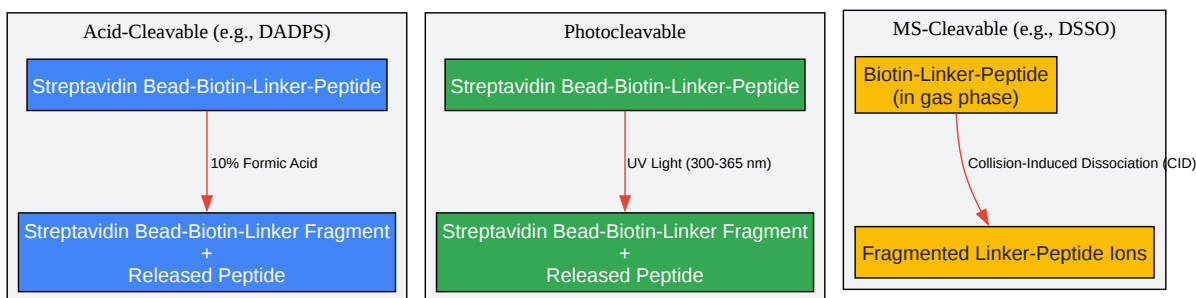 Acid-Cleavable (e.g., DADPS)
Streptavidin Bead-Biotin-Linker-Peptide
10% Formic Acid
Streptavidin Bead-Biotin-Linker Fragment
+
Released Peptide
Photocleavable
Streptavidin Bead-Biotin-Linker-Peptide
UV Light (300-365 nm)
Streptavidin Bead-Biotin-Linker Fragment
+
Released Peptide
MS-Cleavable (e.g., DSSO)
Biotin-Linker-Peptide
(in gas phase)
Collision-Induced Dissociation (CID)
Fragmented Linker-Peptide Ions